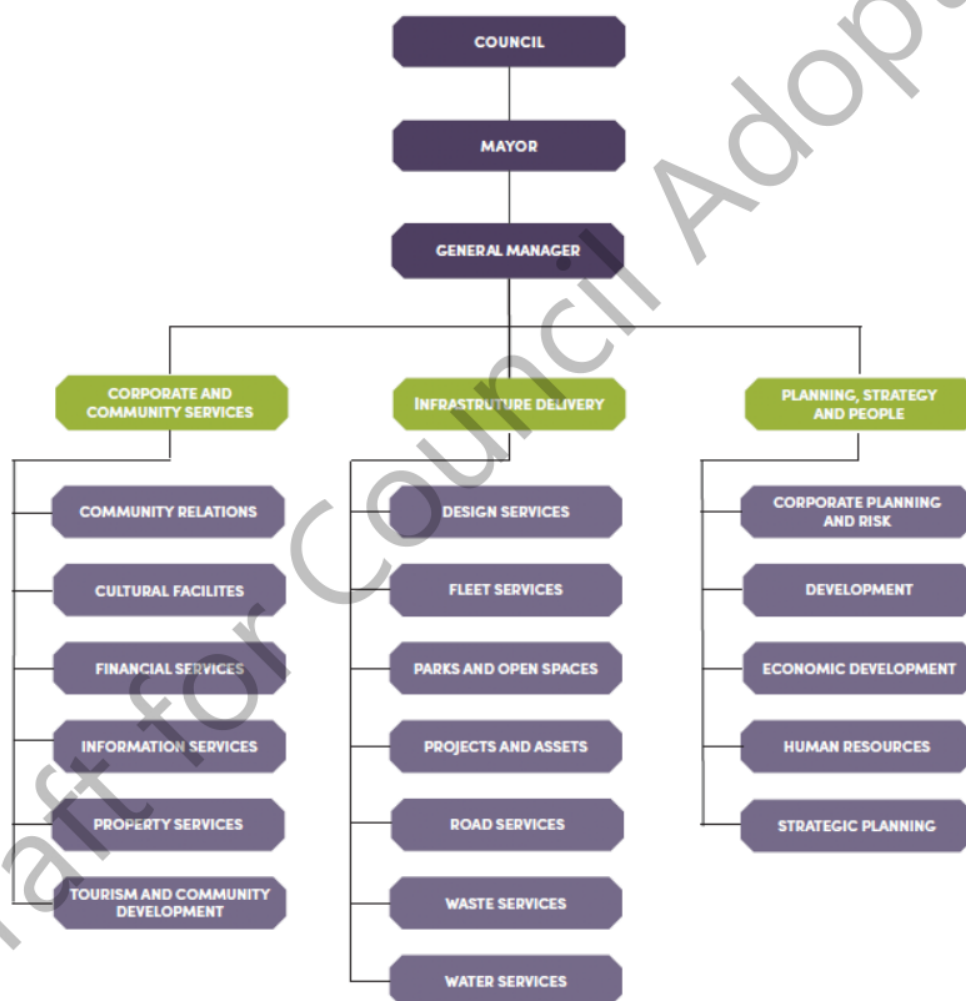 COUNCIL
MAYOR
GENERAL MANAGER
CORPORATE AND
COMMUNITY SERVICES
INFRASTRUTURE DELIVERY
PLANNING, STRATEGY
AND PEOPLE
COMMUNITY RELATIONS
CULTURAL FACILITES
FINANCIAL SERVICES
INFORMATION SERVICES
PROPERTY SERVICES
TOURISM AND COMMUNITY
DEVELOPMENT
DESIGN SERVICES
FLEET SERVICES
PARKS AND OPEN SPACES
PROJECTS AND ASSETS
ROAD SERVICES
WASTE SERVICES
WATER SERVICES
CORPORATE PLANNING
AND RISK
DEVELOPMENT
ECONOMIC DEVELOPMENT
HUMAN RESOURCES
STRATEGIC PLANNING
raft for Council Adopt